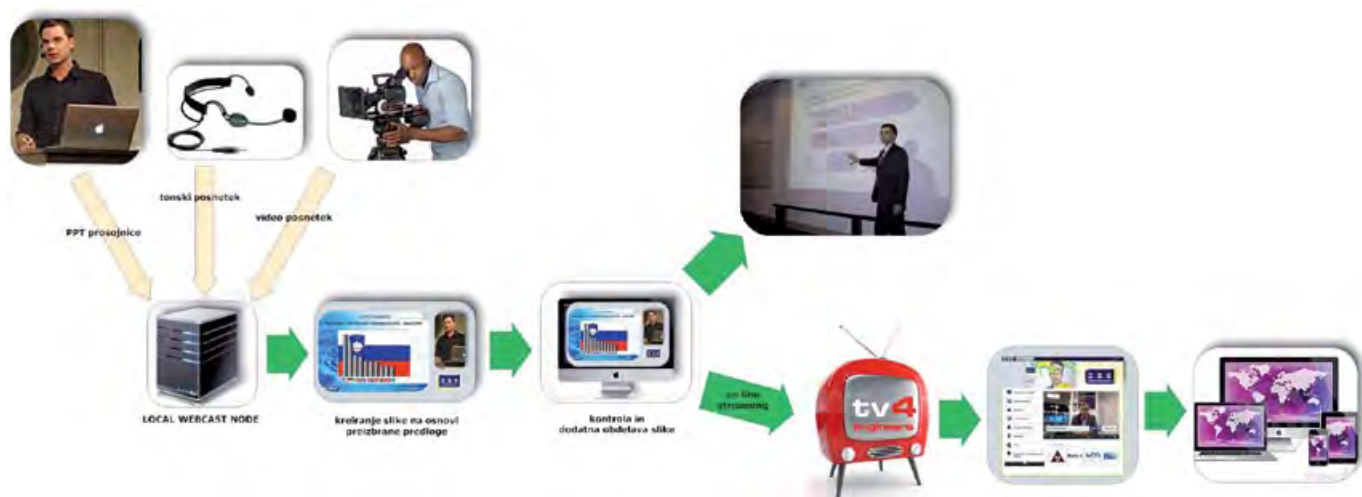 tonski posnetek
video posnetek
PPT prosojnice
LOCAL WEBCAST NODE
kreiranje slike na osnovi
preizbrane predloge
kontrola in
dodatna obdelava slike
on-line
streaming
tv4
engineers